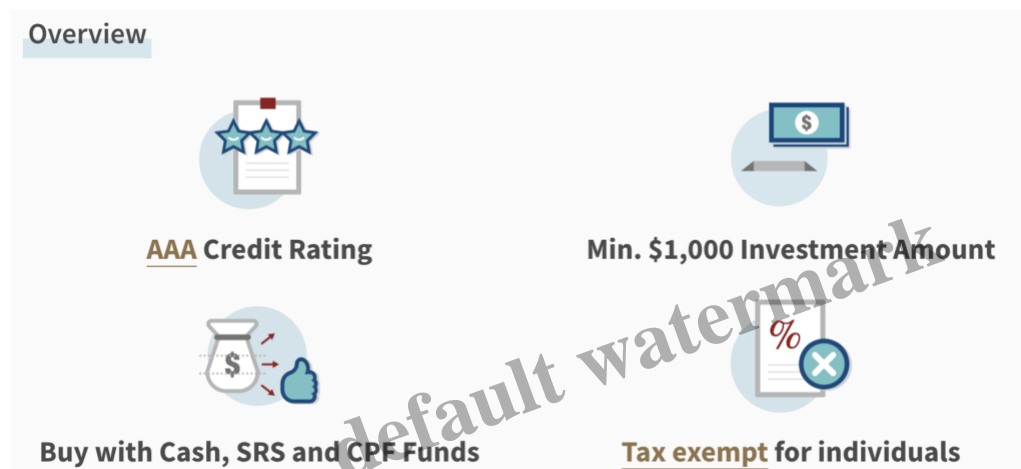 Overview
AAA Credit Rating
Min. $1,000 Investment Amount
$
$
%
Buy with Cash, SRS and CPF Funds
Tax exempt for individuals
default watermark